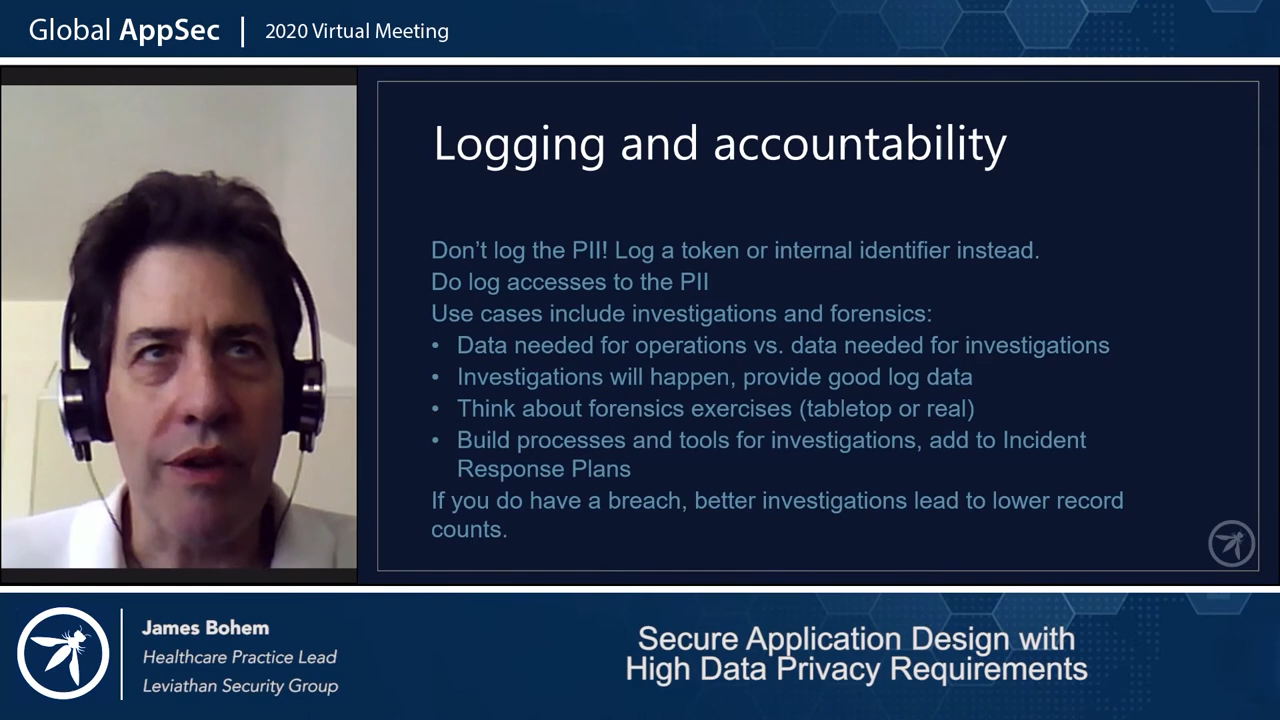 Global AppSec | 2020 Virtual Meeting
Logging and accountability
Don't log the PII! Log a token or internal identifier instead.
Do log accesses to the PII
Use cases include investigations and forensics:
• Data needed for operations vs. data needed for investigations
• Investigations will happen, provide good log data
• Think about forensics exercises (tabletop or real)
• Build processes and tools for investigations, add to Incident
Response Plans
If you do have a breach, better investigations lead to lower record
counts.
James Bohem
Healthcare Practice Lead
Leviathan Security Group
Secure Application Design with
High Data Privacy Requirements